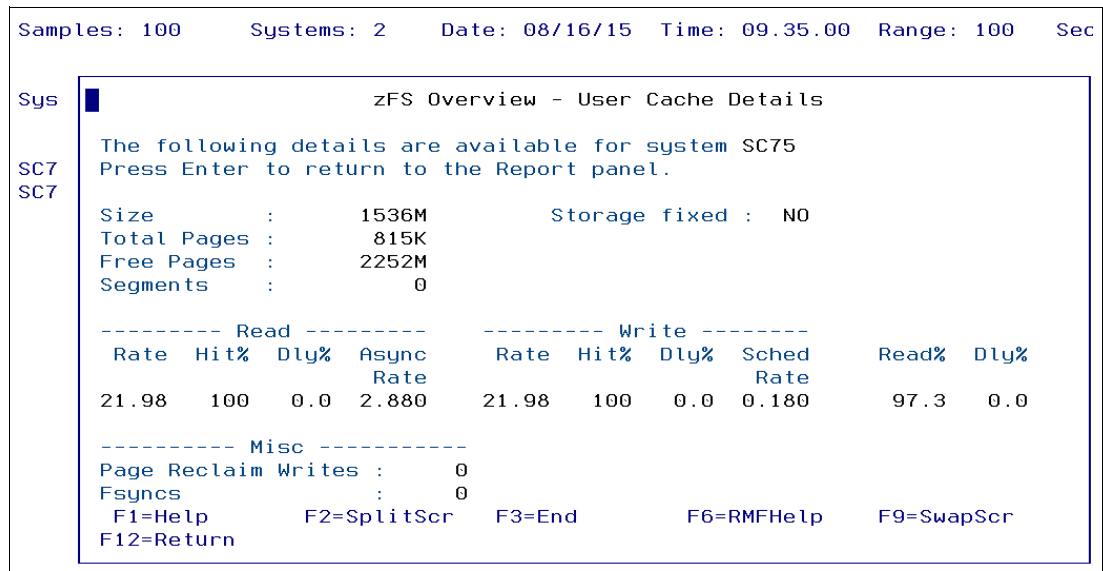 Samples: 100 Systems: 2 Date: 08/16/15 Time: 09.35.00 Range: 100 Sec
Sys
zFS Overview - User Cache Details
The following details are available for system SC75
SC7 Press Enter to return to the Report panel.
SC7
Size : 1536M Storage fixed : NO
Total Pages : 815K
Free Pages : 2252M
Segments : 0
--------- Read --------- --------- Write --------
Rate Hit% Dly% Async Rate Hit% Dly% Sched Read% Dly%
Rate Rate
21.98 100 0.0 2.880 21.98 100 0.0 0.180 97.3 0.0
---------- Misc -----------
Page Reclaim Writes : 0
Fsyncs : 0
F1=Help F2=SplitScr F3=End F6=RMFHelp F9=SwapScr
F12=Return